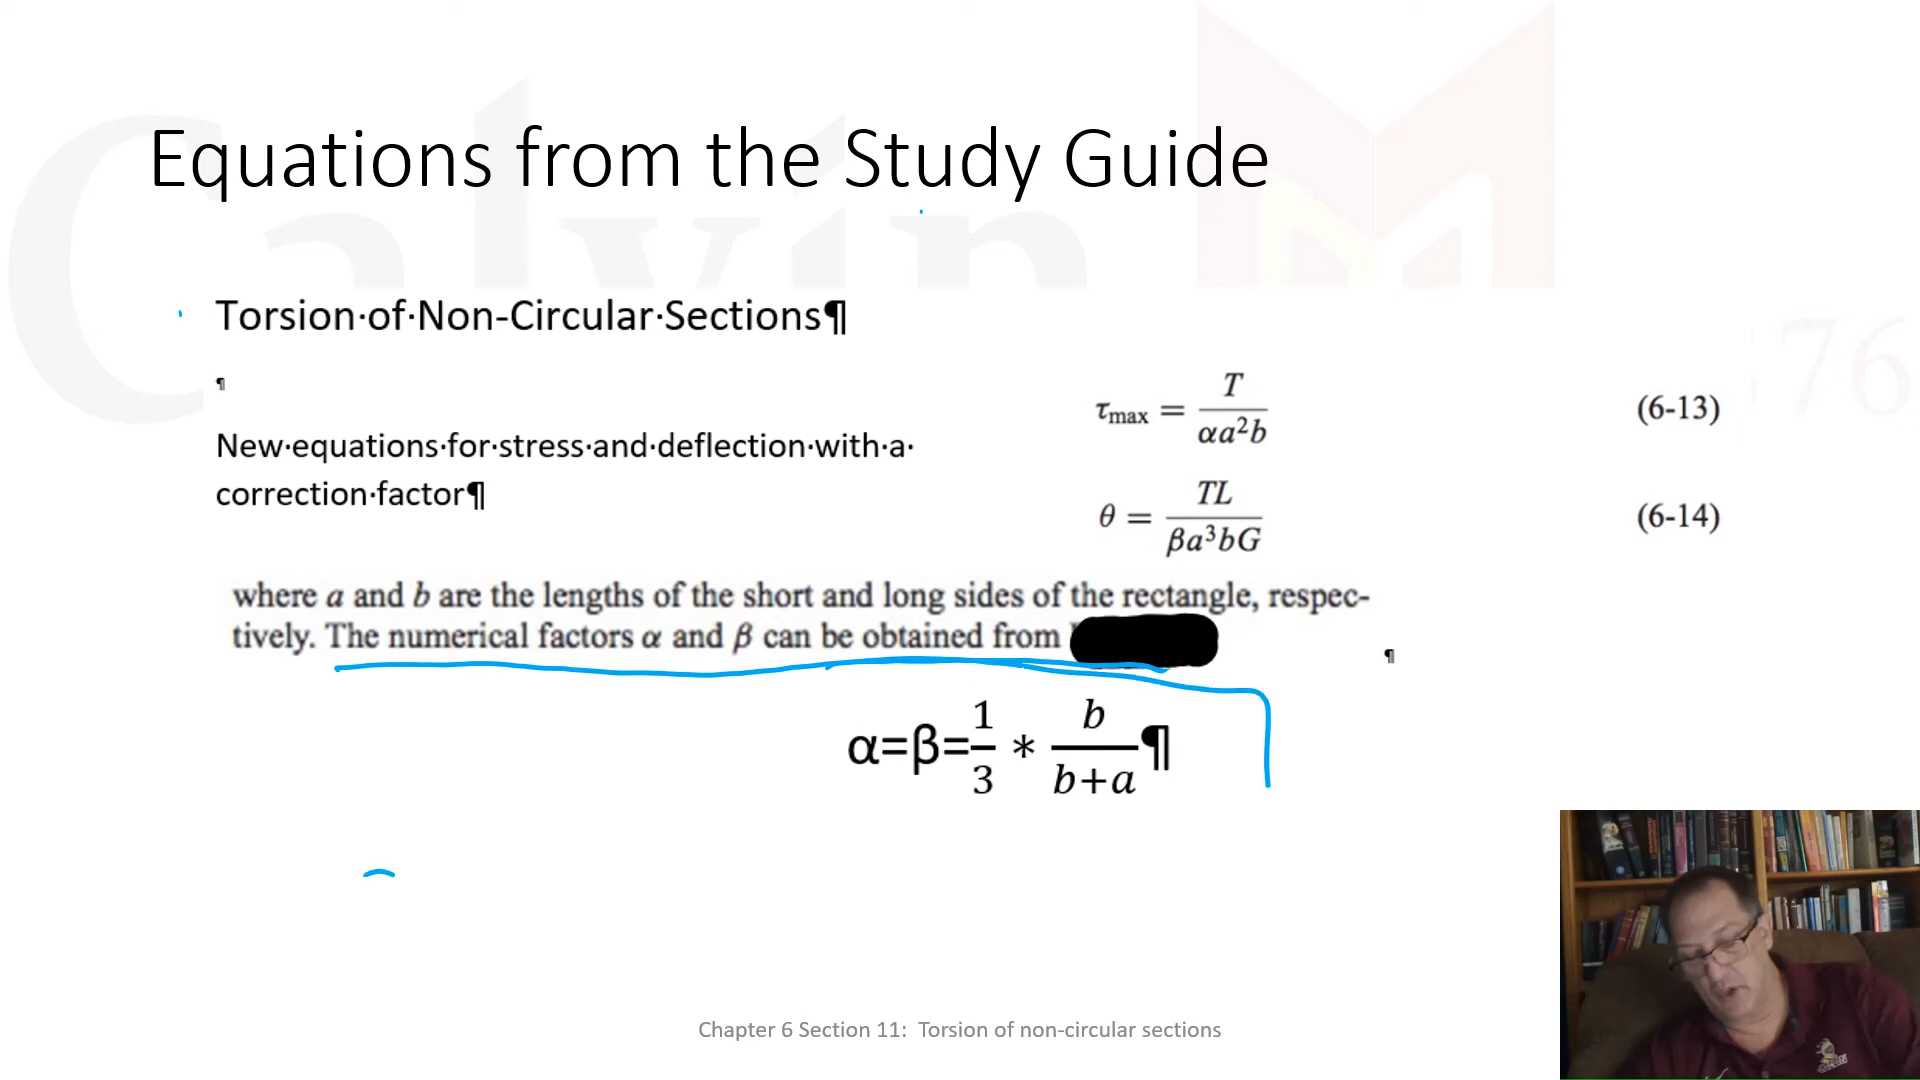 Equations from the Study Guide
Torsion·of·Non-Circular·Sections¶
¶
New·equations·for·stress·and·deflection·with·a·
correction·factor¶
τmax = T / αa²b (6-13)
θ = TL / βa³bG (6-14)
where a and b are the lengths of the short and long sides of the rectangle, respec-
tively. The numerical factors α and β can be obtained from
¶
α=β=1/3 * b/(b+a)¶
Calvin
76
Chapter 6 Section 11: Torsion of non-circular sections